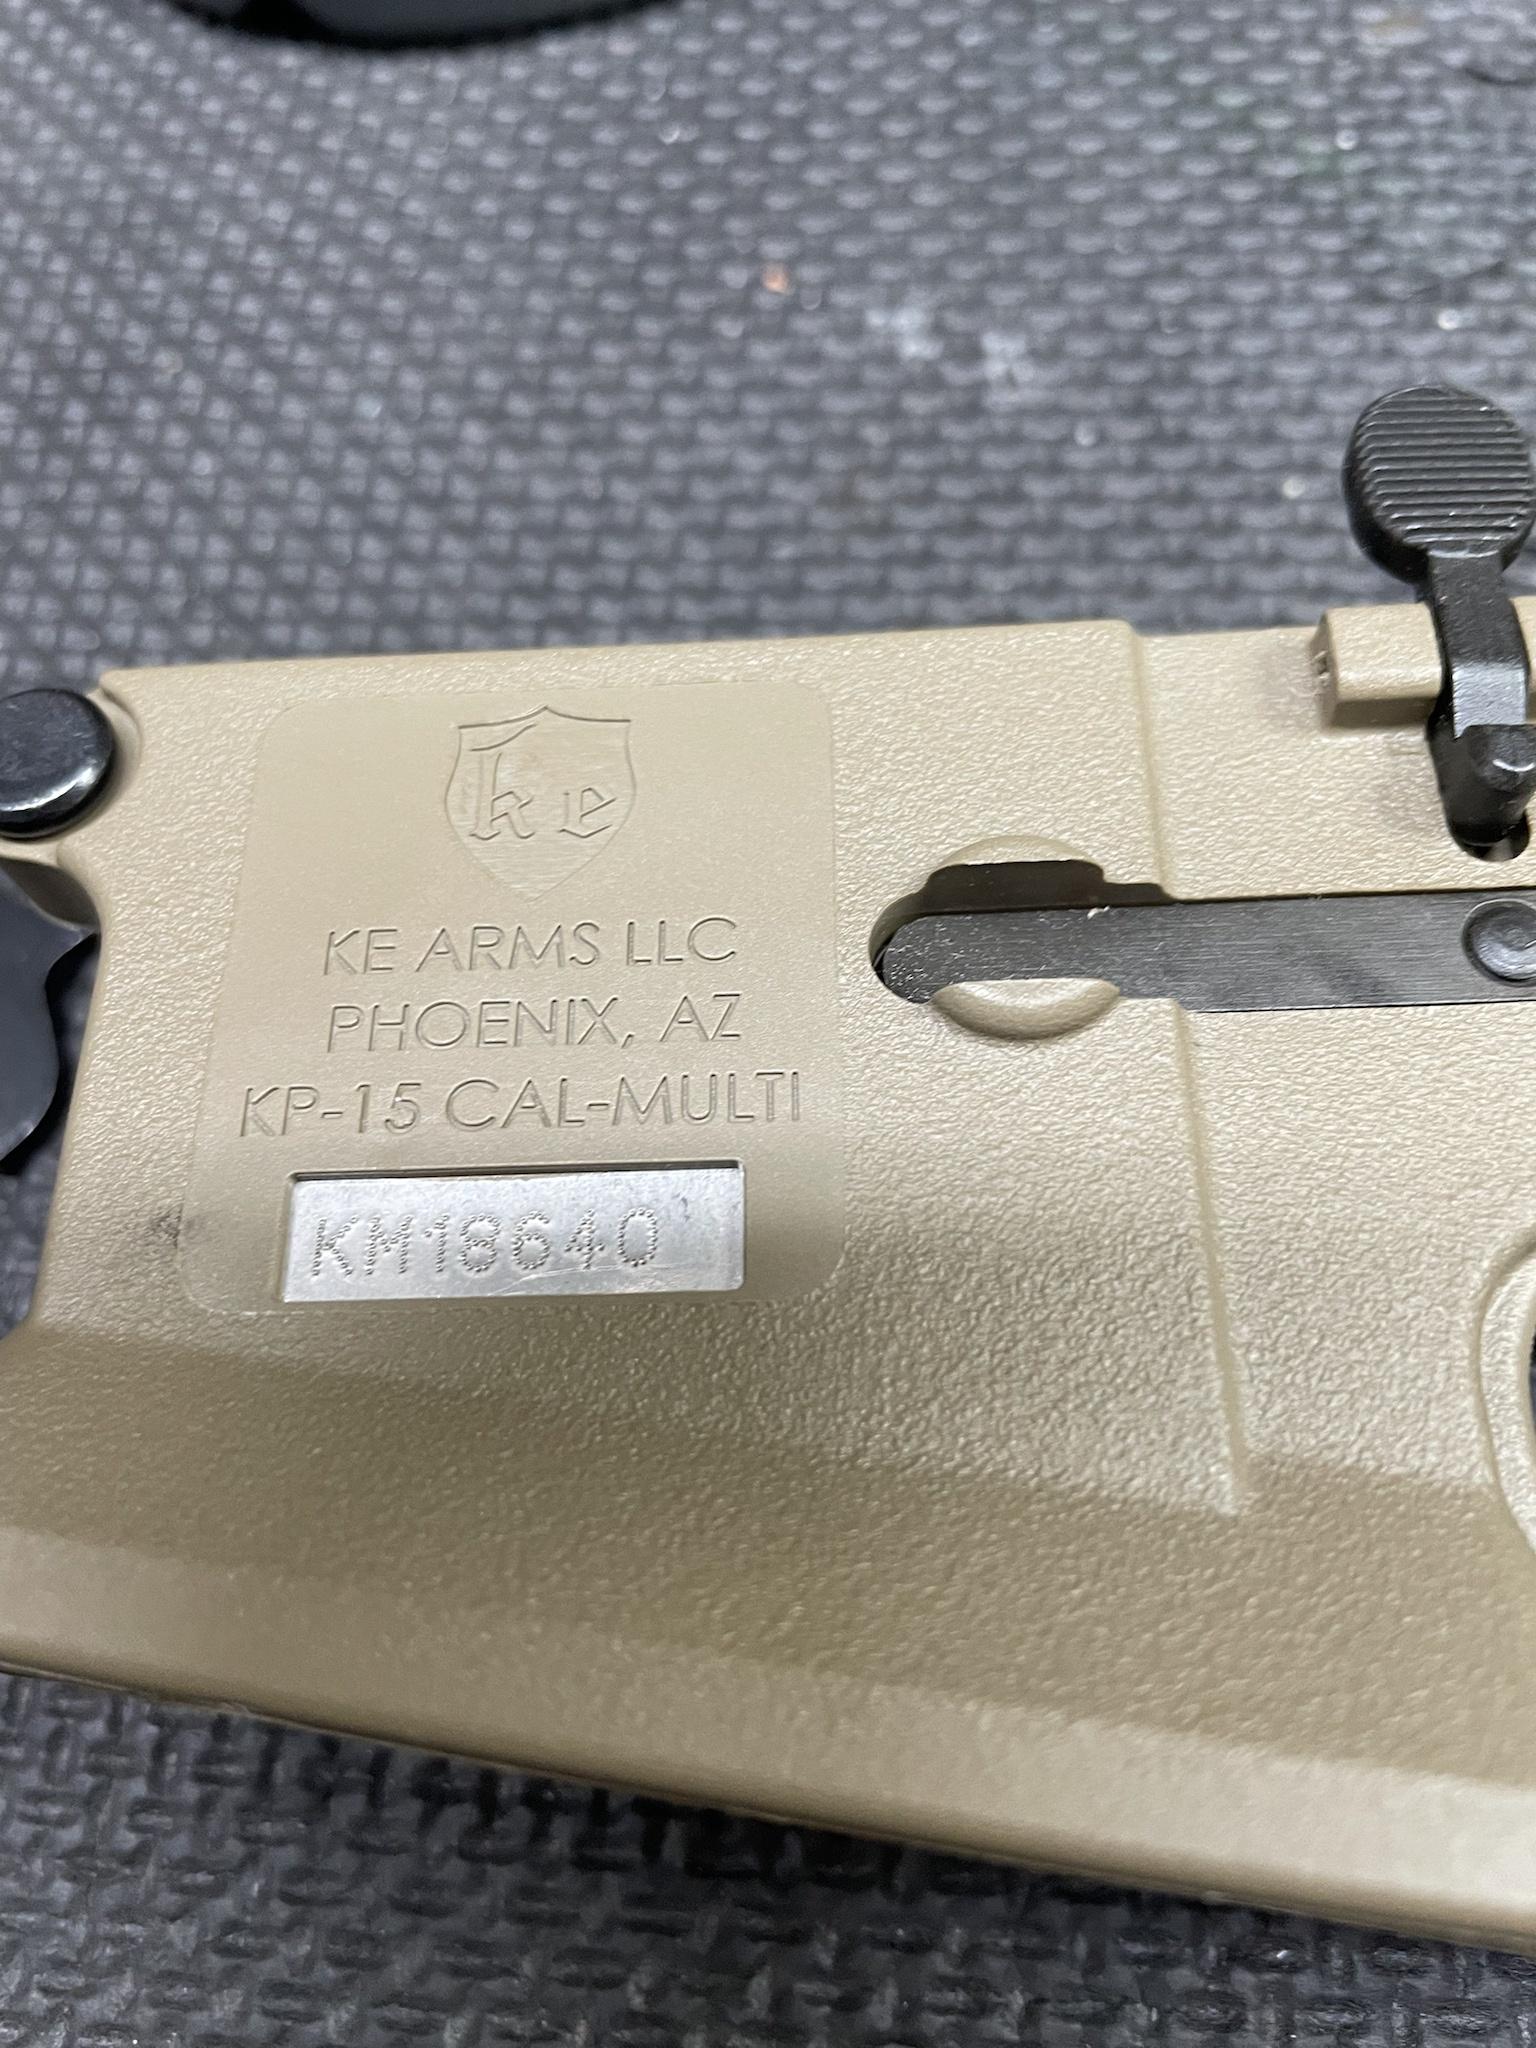 ke
KE ARMS LLC
PHOENIX, AZ
KP-15 CAL-MULTI
KM18640